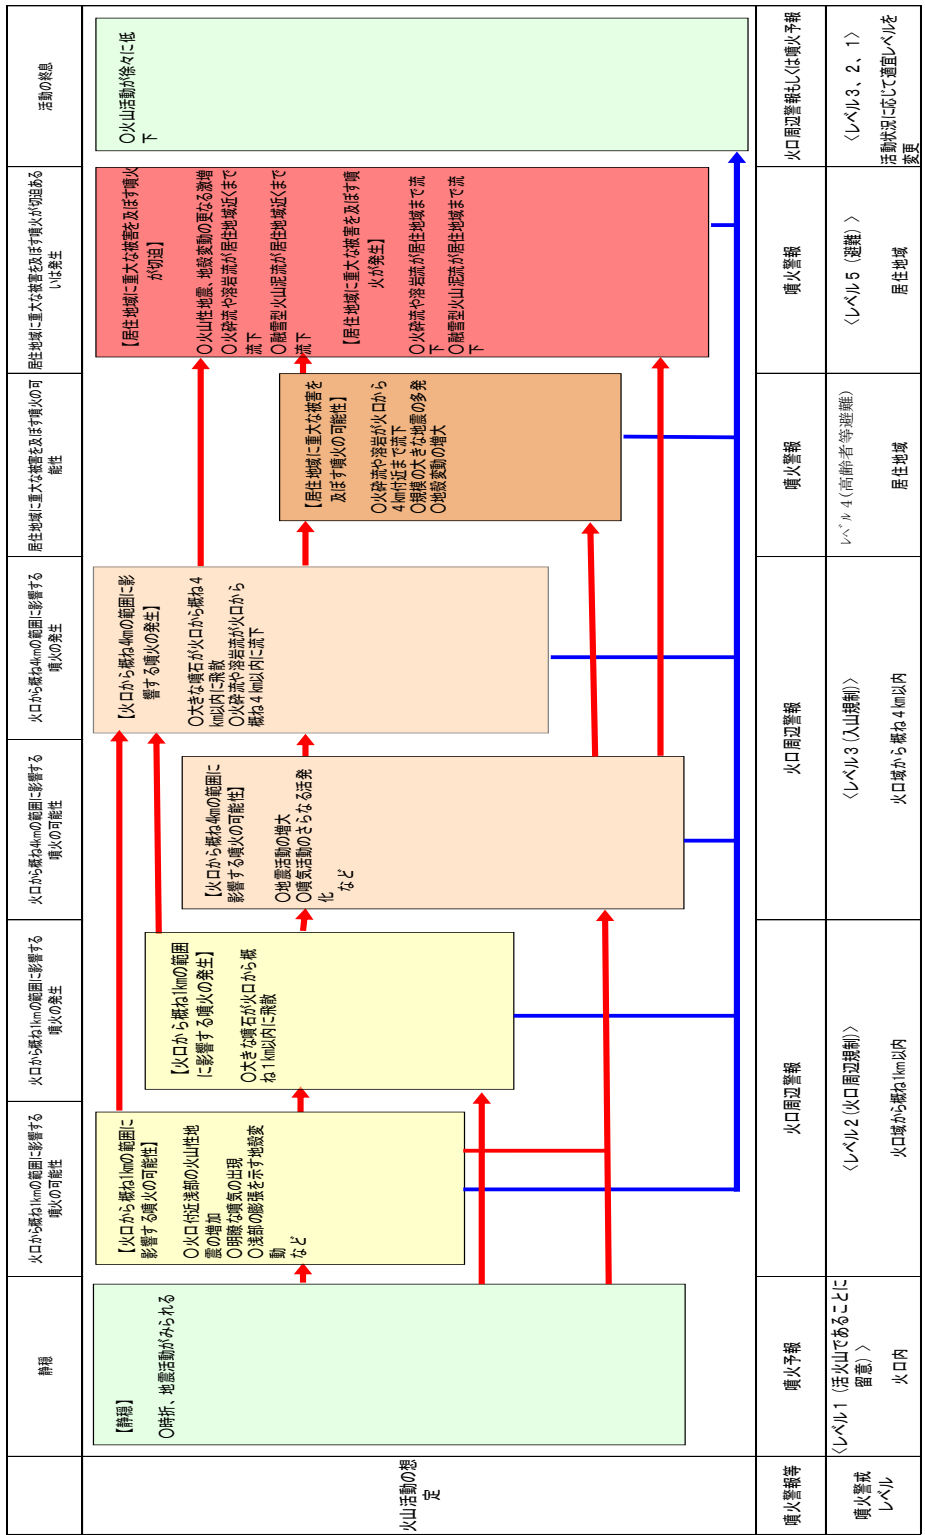 静穏
火口から概ね1kmの範囲に影響する
噴火の可能性
火口から概ね1kmの範囲に影響する
噴火の発生
火口から概ね4kmの範囲に影響する
噴火の可能性
火口から概ね4kmの範囲に影響する
噴火の発生
居住地域に重大な被害を及ぼす噴火の可
能性
居住地域に重大な被害を及ぼす噴火が切迫ある
いは発生
活動の終息
火山活動の想
定
【静穏】
〇時折、地震活動がみられる
【火口から概ね1kmの範囲に
影響する噴火の可能性】
〇火口付近浅部の火山性地
震の増加
〇明瞭な噴気の出現
〇浅部の膨張を示す地殻変
動
など
【火口から概ね1kmの範囲
に影響する噴火の発生】
〇大きな噴石が火口から概
ね１km以内に飛散
【火口から概ね4kmの範囲に
影響する噴火の可能性】
〇地震活動の増大
〇噴気活動のさらなる活発
化
など
【火口から概ね4kmの範囲に影
響する噴火の発生】
〇大きな噴石が火口から概ね４
km以内に飛散
〇火砕流や溶岩流が火口から
概ね４km以内に流下
【居住地域に重大な被害を
及ぼす噴火の可能性】
〇火砕流や溶岩が火口から
４km付近まで流下
〇規模の大きな地震の多発
〇地殻変動の増大
【居住地域に重大な被害を及ぼす噴火
が切迫】
〇火山性地震、地殻変動の更なる激増
〇火砕流や溶岩流が居住地域近くまで
流下
〇融雪型火山泥流が居住地域近くまで
流下
【居住地域に重大な被害を及ぼす噴
火が発生】
〇火砕流や溶岩流が居住地域まで流
下
〇融雪型火山泥流が居住地域まで流
下
〇火山活動が徐々に低
下
噴火警報等
噴火予報
火口周辺警報
火口周辺警報
噴火警報
噴火警報
火口周辺警報もしくは噴火予報
噴火警戒
レベル
〈レベル１（活火山であることに
留意）〉
火口内
〈レベル２(火口周辺規制)〉
火口域から概ね1km以内
〈レベル３(入山規制)〉
火口域から概ね４km以内
レベル４(高齢者等避難)
居住地域
〈レベル５（避難）〉
居住地域
〈レベル３、２、１〉
活動状況に応じて適宜レベルを
変更